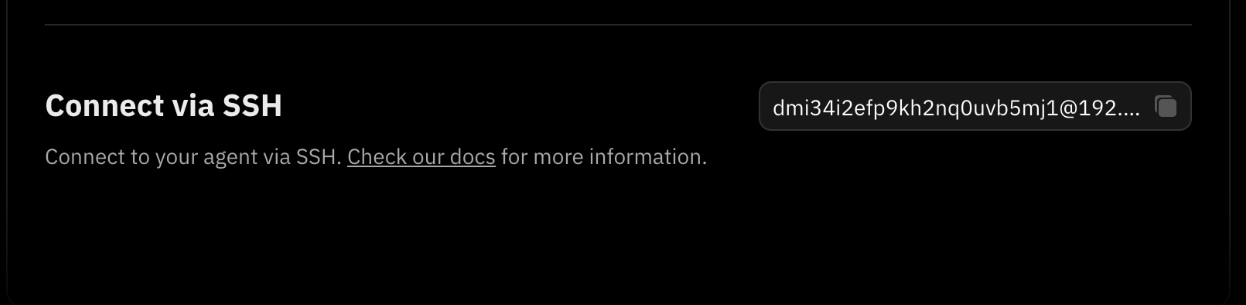 Connect via SSH
dmi34i2efp9kh2nq0uvb5mj1@192....
Connect to your agent via SSH. Check our docs for more information.